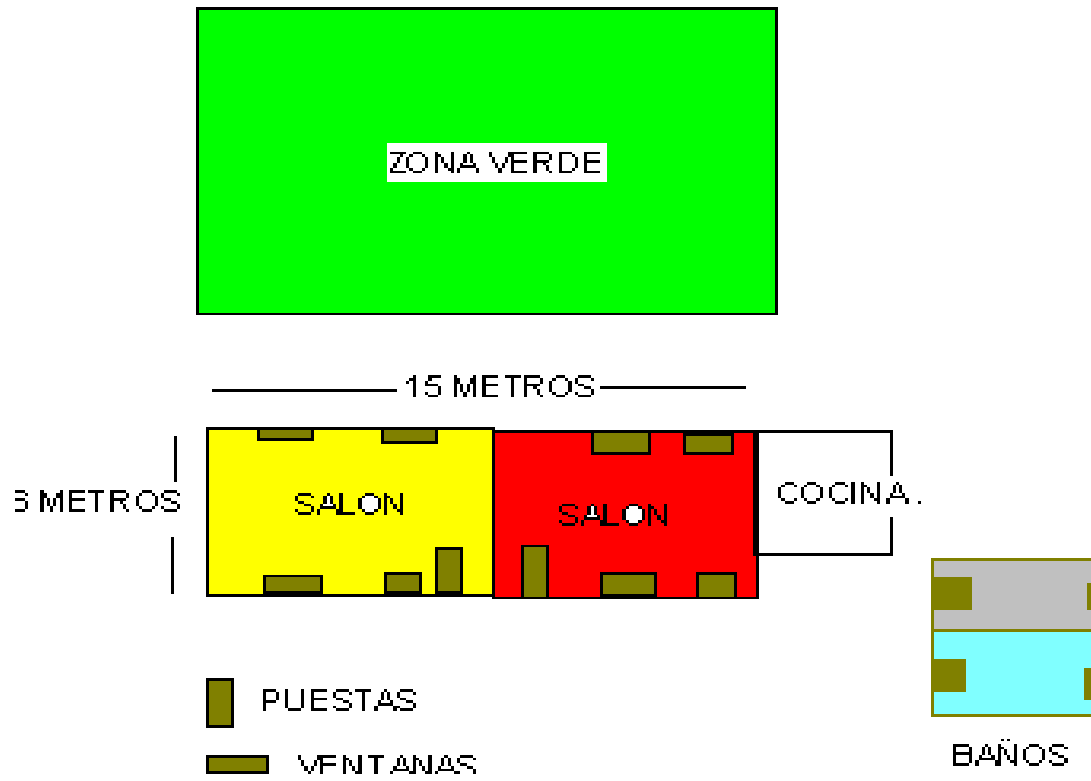 ZONA VERDE
15 METROS
METROS
SALON
SALON
COCINA.
PUESTAS
VENTANAS
BAÑOS